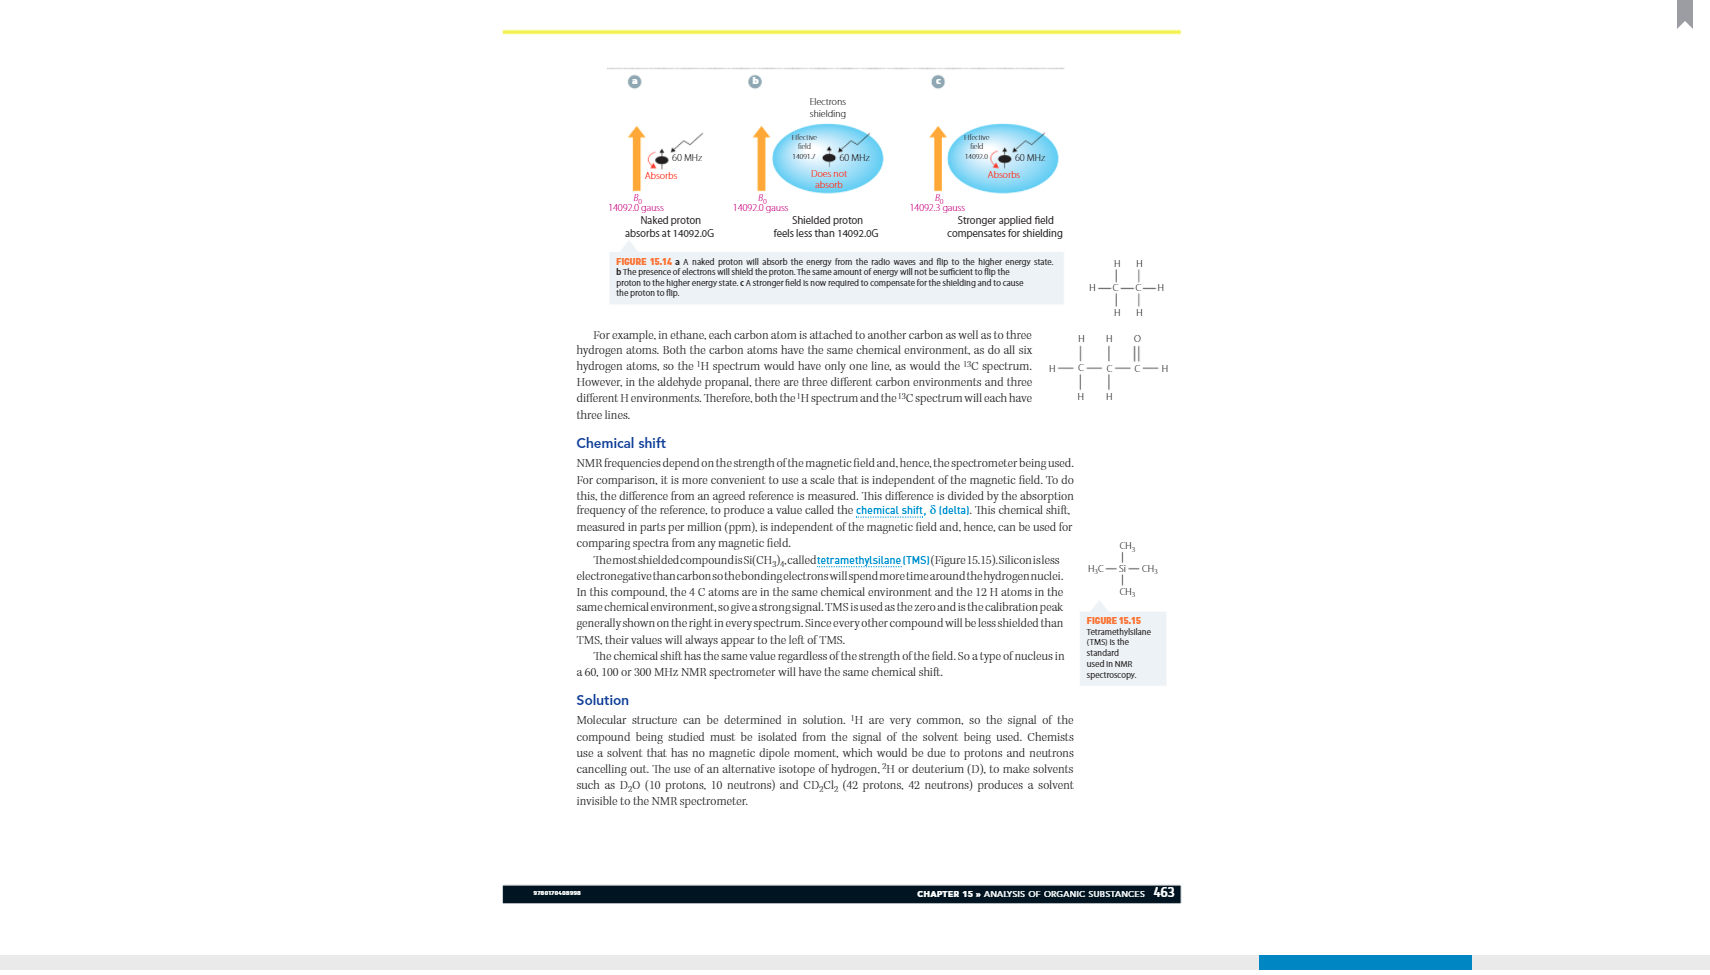 a b c
Electrons
shielding
Effective
field
14091.7
60 MHz
Absorbs
60 MHz
Does not
absorb
Effective
field
14092.0
60 MHz
Absorbs
B0
14092.0 gauss
B0
14092.0 gauss
B0
14092.3 gauss
Naked proton
absorbs at 14092.0G
Shielded proton
feels less than 14092.0G
Stronger applied field
compensates for shielding
FIGURE 15.14 a A naked proton will absorb the energy from the radio waves and flip to the higher energy state.
b The presence of electrons will shield the proton. The same amount of energy will not be sufficient to flip the
proton to the higher energy state. c A stronger field is now required to compensate for the shielding and to cause
the proton to flip.
H H
H C C H
H H
For example, in ethane, each carbon atom is attached to another carbon as well as to three
hydrogen atoms. Both the carbon atoms have the same chemical environment, as do all six
hydrogen atoms, so the ¹H spectrum would have only one line, as would the ¹³C spectrum.
However, in the aldehyde propanal, there are three different carbon environments and three
different H environments. Therefore, both the ¹H spectrum and the ¹³C spectrum will each have
three lines.
H H O
H C C C H
H H
Chemical shift
NMR frequencies depend on the strength of the magnetic field and, hence, the spectrometer being used.
For comparison, it is more convenient to use a scale that is independent of the magnetic field. To do
this, the difference from an agreed reference is measured. This difference is divided by the absorption
frequency of the reference, to produce a value called the chemical shift, δ (delta). This chemical shift,
measured in parts per million (ppm), is independent of the magnetic field and, hence, can be used for
comparing spectra from any magnetic field.
The most shielded compound is Si(CH₃)₄, called tetramethylsilane (TMS) (Figure 15.15). Silicon is less
electronegative than carbon so the bonding electrons will spend more time around the hydrogen nuclei.
In this compound, the 4 C atoms are in the same chemical environment and the 12 H atoms in the
same chemical environment, so give a strong signal. TMS is used as the zero and is the calibration peak
generally shown on the right in every spectrum. Since every other compound will be less shielded than
TMS, their values will always appear to the left of TMS.
The chemical shift has the same value regardless of the strength of the field. So a type of nucleus in
a 60, 100 or 300 MHz NMR spectrometer will have the same chemical shift.
CH₃
H₃C Si CH₃
CH₃
FIGURE 15.15
Tetramethylsilane
(TMS) is the
standard
used in NMR
spectroscopy.
Solution
Molecular structure can be determined in solution. ¹H are very common, so the signal of the
compound being studied must be isolated from the signal of the solvent being used. Chemists
use a solvent that has no magnetic dipole moment, which would be due to protons and neutrons
cancelling out. The use of an alternative isotope of hydrogen, ²H or deuterium (D), to make solvents
such as D₂O (10 protons, 10 neutrons) and CD₂Cl₂ (42 protons, 42 neutrons) produces a solvent
invisible to the NMR spectrometer.
9780170408998
CHAPTER 15 » ANALYSIS OF ORGANIC SUBSTANCES 463